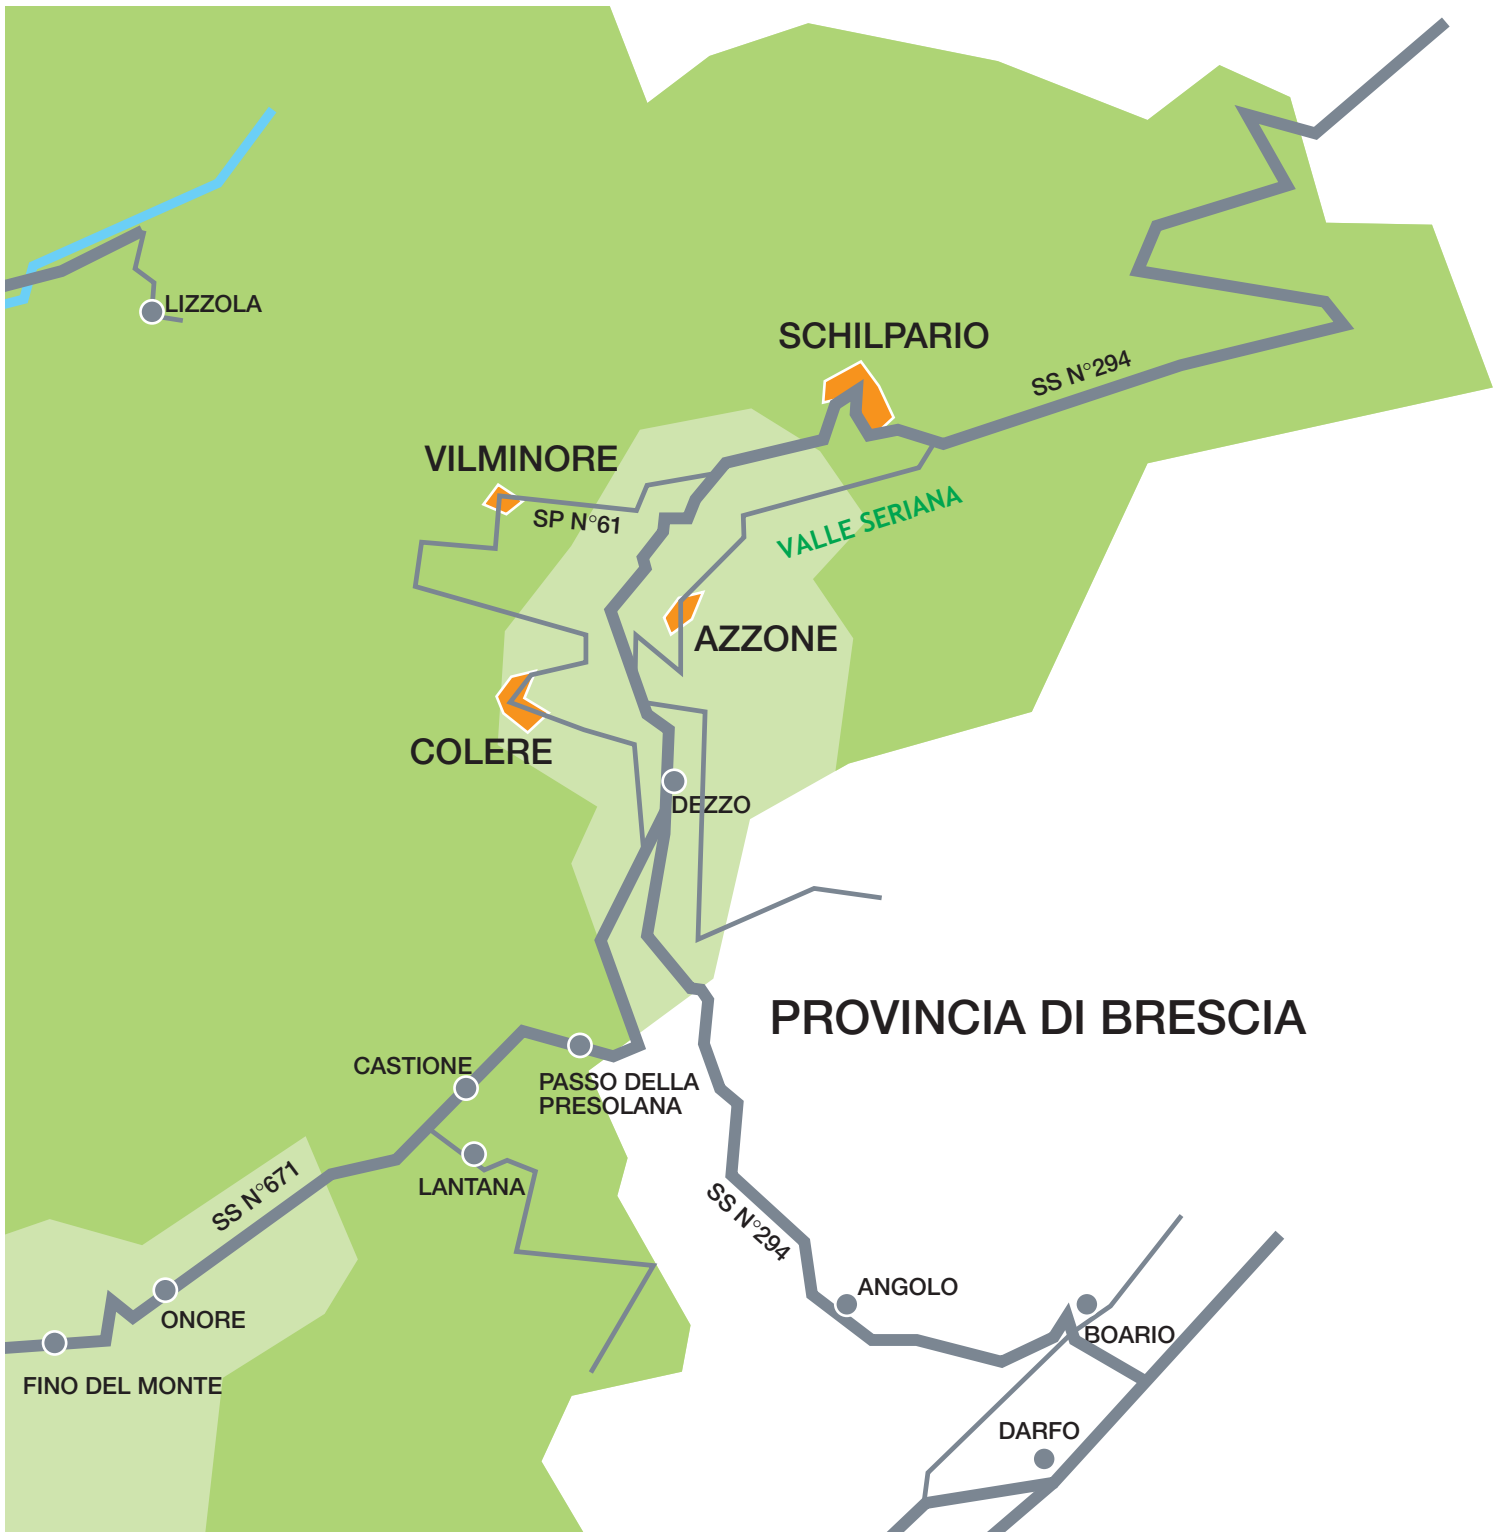 LIZZOLA
SCHILPARIO
SS N°294
VILMINORE
SP N°61
VALLE SERIANA
AZZONE
COLERE
DEZZO
PROVINCIA DI BRESCIA
CASTIONE
PASSO DELLA
PRESOLANA
LANTANA
SS N°671
SS N°294
ANGOLO
ONORE
BOARIO
FINO DEL MONTE
DARFO